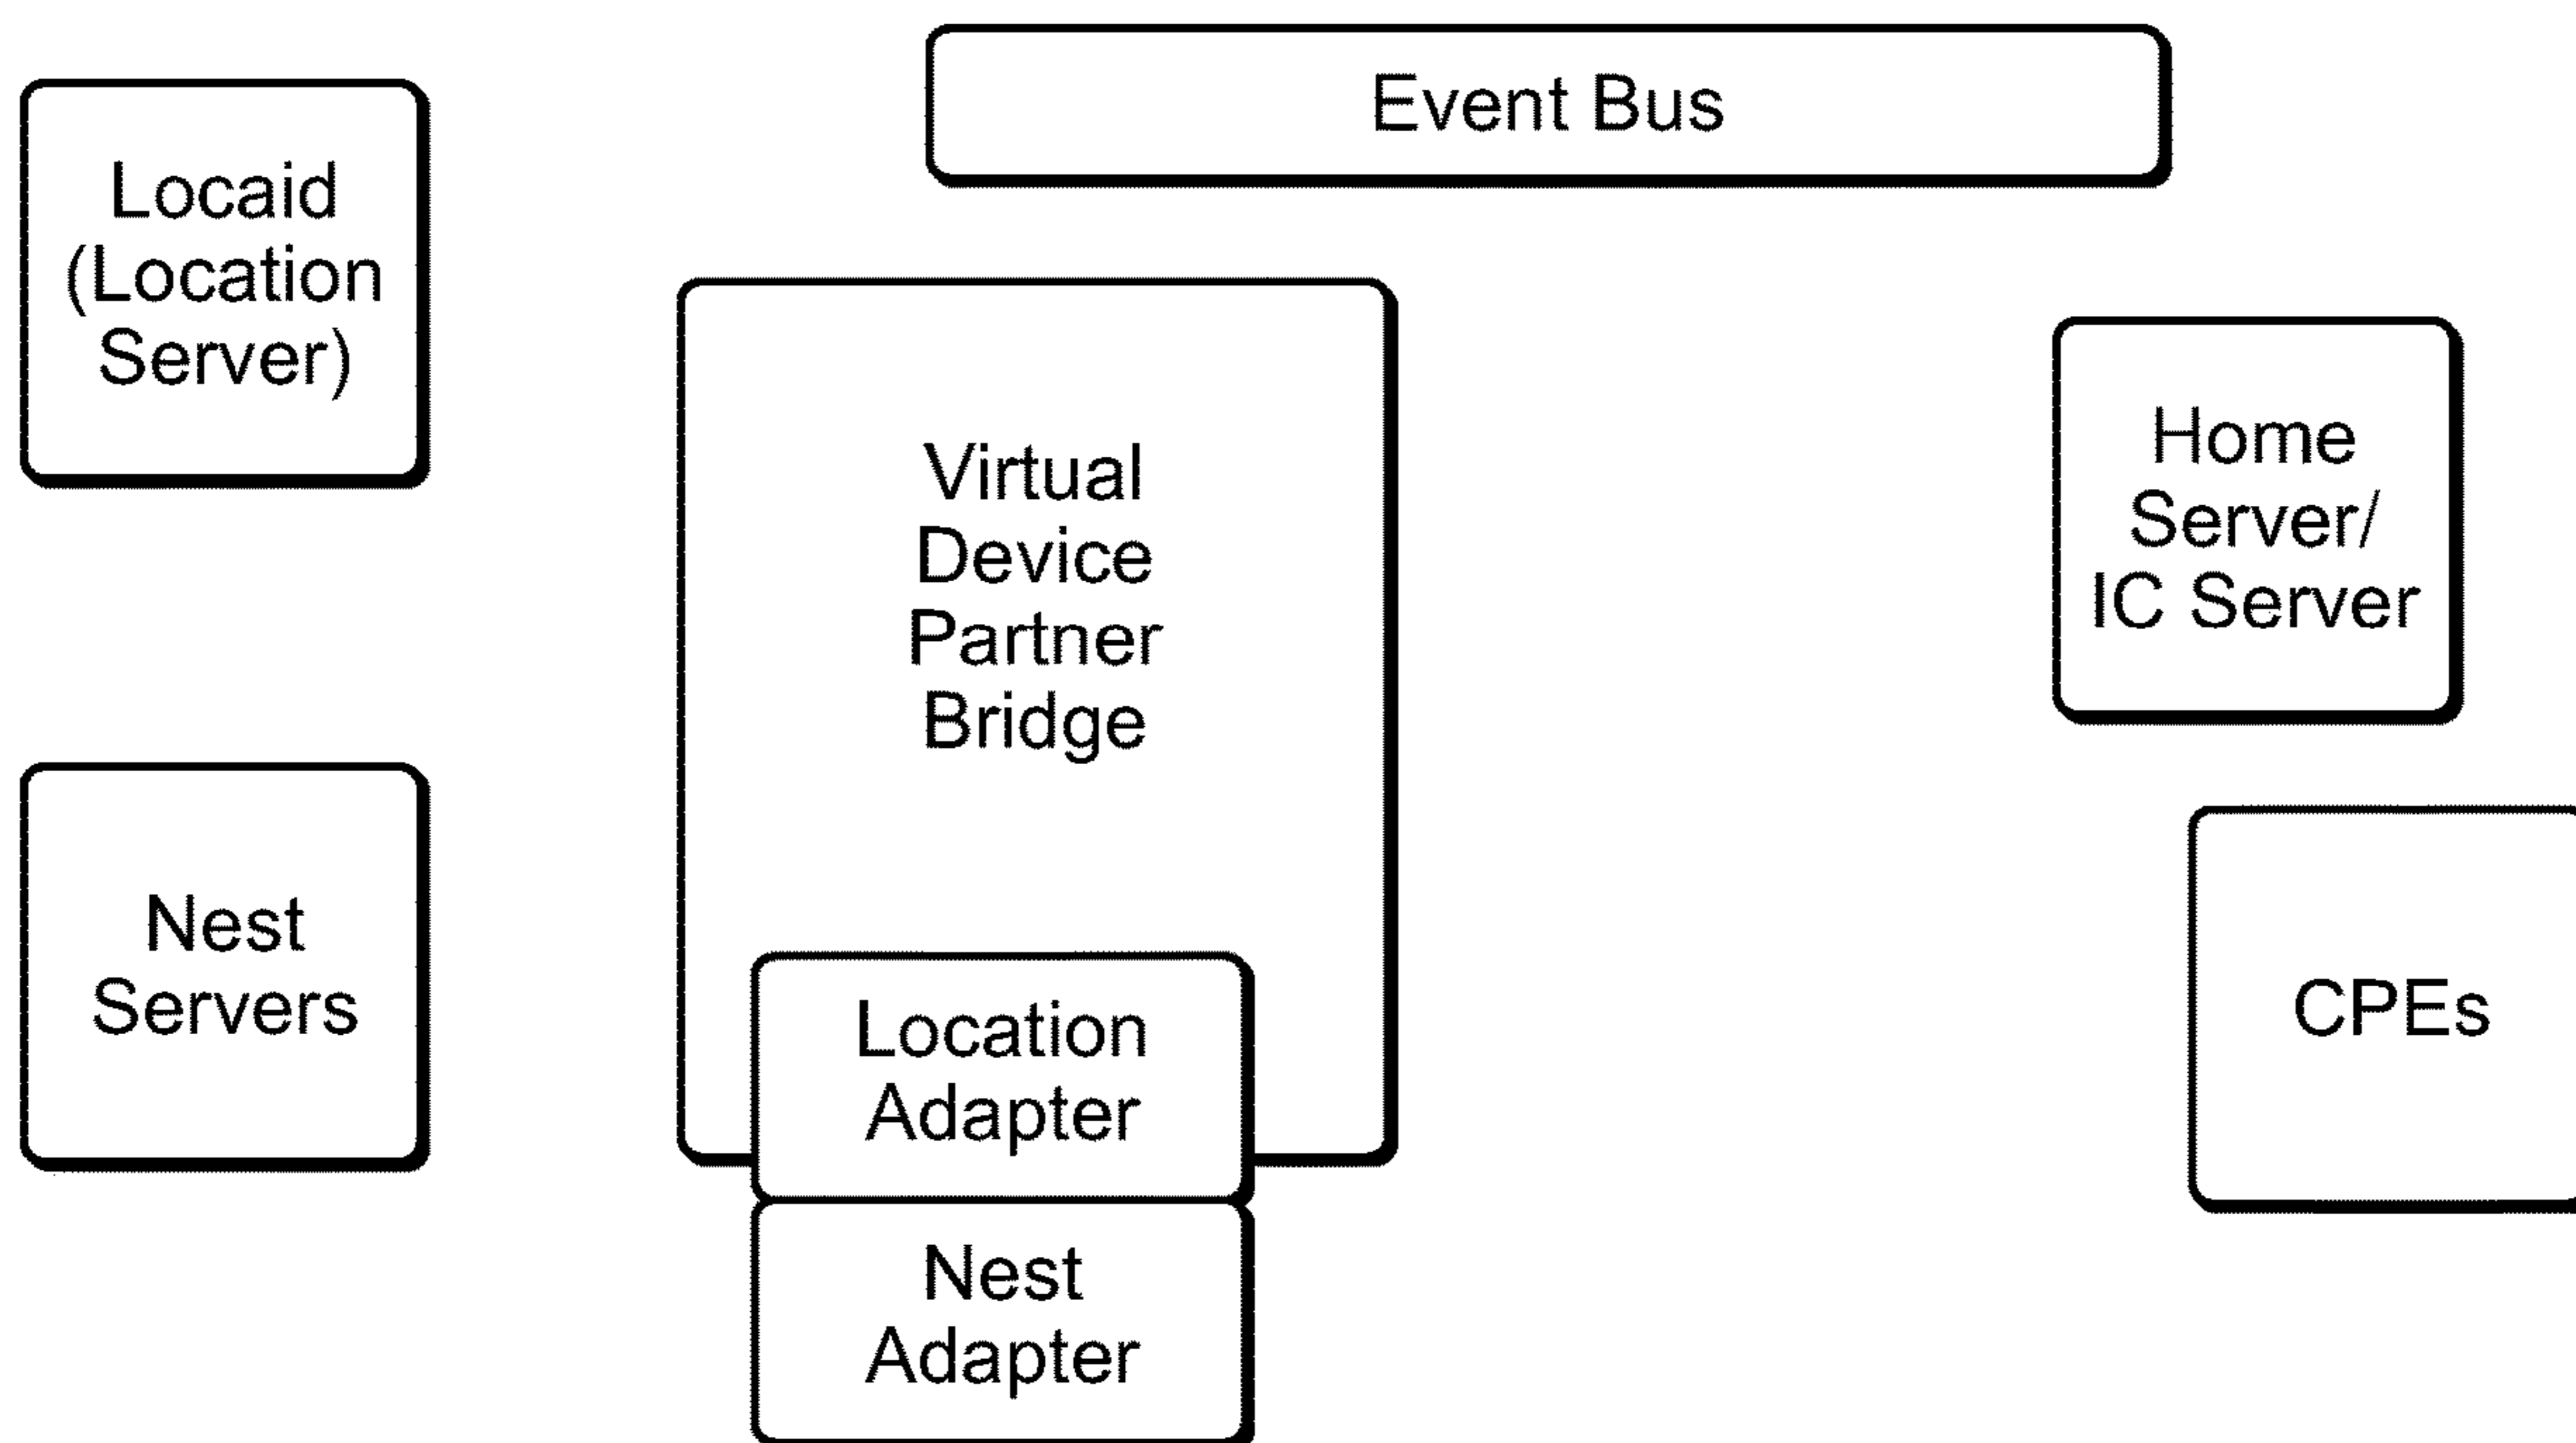 Event Bus
Locaid
(Location
Server)
Virtual
Device
Partner
Bridge
Home
Server/
IC Server
Nest
Servers
Location
Adapter
CPEs
Nest
Adapter